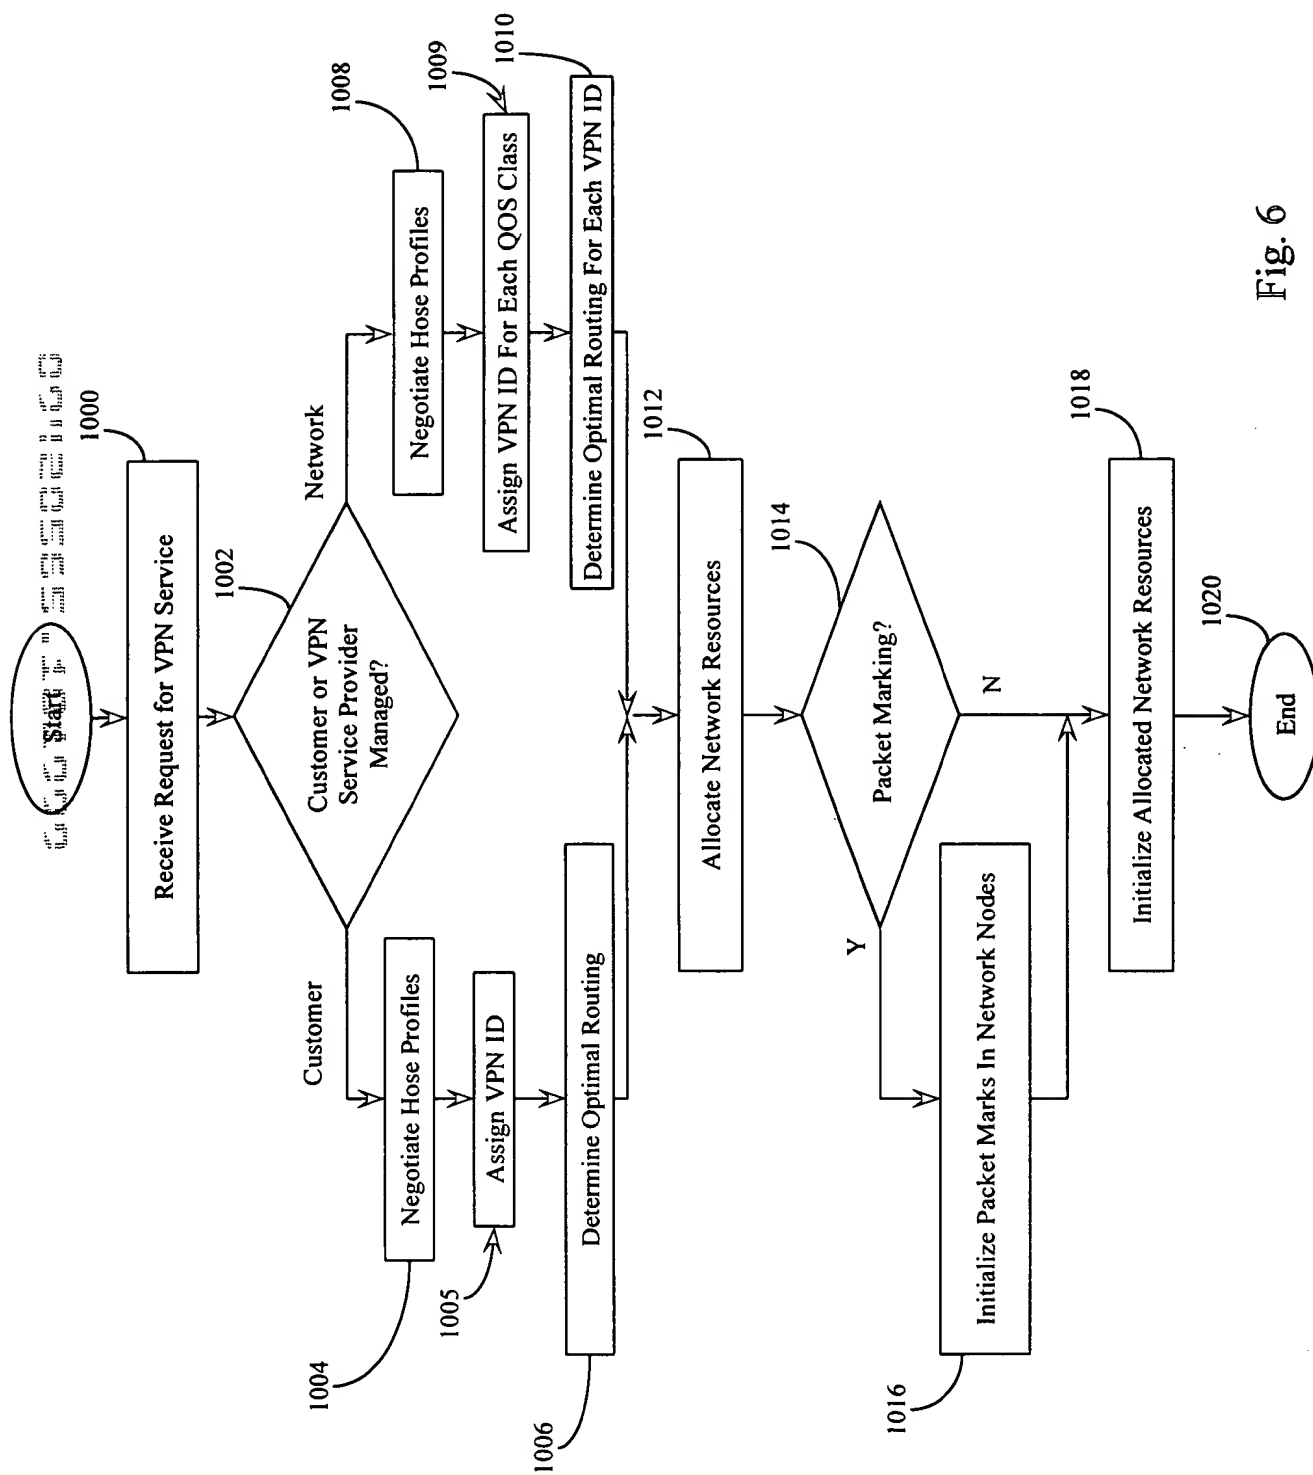 Start
1000
Receive Request for VPN Service
1002
Customer or VPN
Service Provider
Managed?
Customer
Network
1004
Negotiate Hose Profiles
1005
Assign VPN ID
1006
Determine Optimal Routing
1008
Negotiate Hose Profiles
1009
Assign VPN ID For Each QOS Class
1010
Determine Optimal Routing For Each VPN ID
1012
Allocate Network Resources
1014
Packet Marking?
Y
N
1016
Initialize Packet Marks In Network Nodes
1018
Initialize Allocated Network Resources
1020
End
Fig. 6